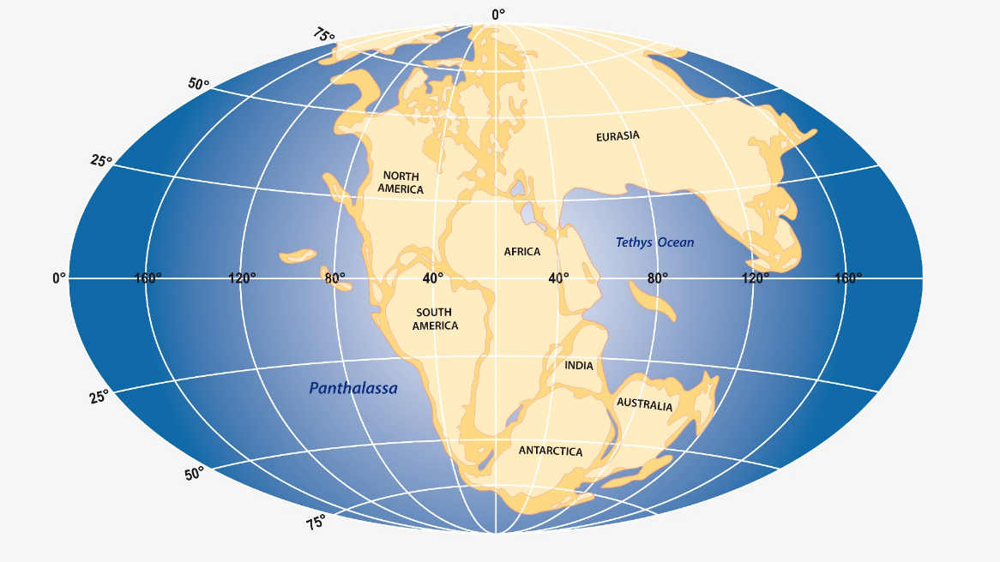 0°
75°
50°
EURASIA
25°
NORTH
AMERICA
Tethys Ocean
AFRICA
0° 160° 120° 80° 40° 40° 80° 120° 160°
SOUTH
AMERICA
INDIA
Panthalassa
25°
AUSTRALIA
ANTARCTICA
50°
75°